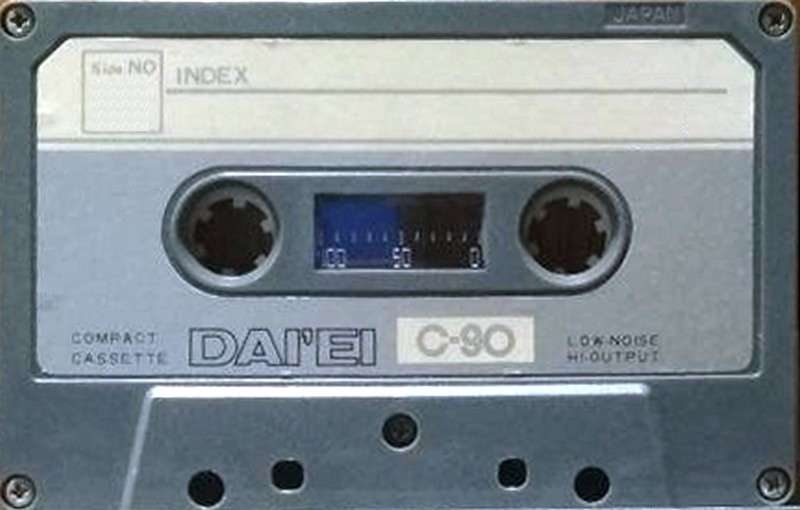 JAPAN
Side NO
INDEX
100 50 0
COMPACT
CASSETTE
DAI'EI
C-90
LOW-NOISE
HI-OUTPUT